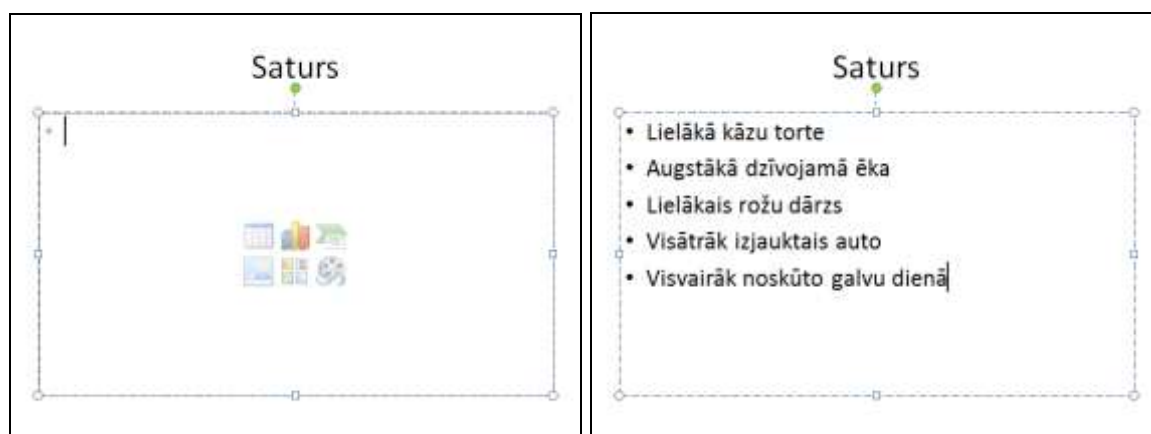 Saturs
Saturs
• Lielākā kāzu torte
• Augstākā dzīvojamā ēka
• Lielākais rožu dārzs
• Visātrāk izjauktais auto
• Visvairāk noskūto galvu dienā